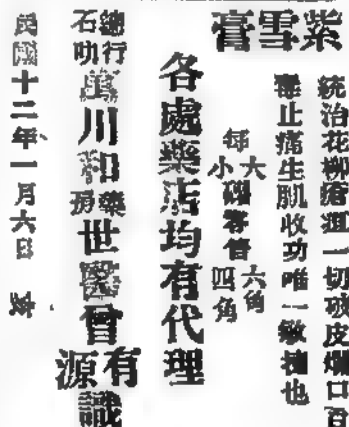 紫雪膏
統治花柳瘡疽一切破皮爛口百
毒止痛生肌收功唯一敏捷也
每大 六角
小 四角
各處藥店均有代理
總行石叻萬川和藥房世醫曾有源識
民國十二年一月六日